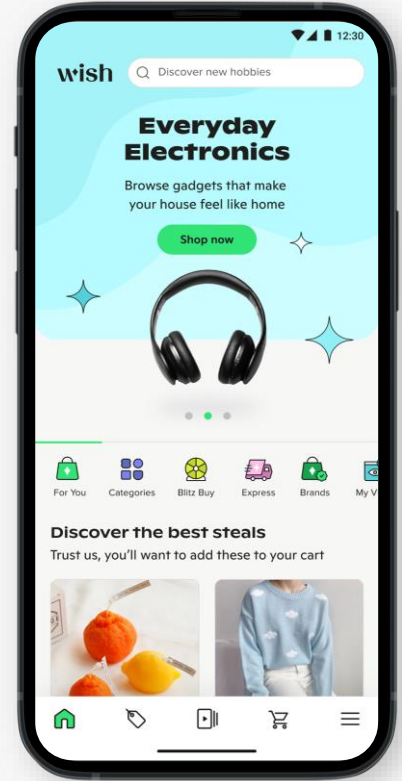 12:30
wish
Discover new hobbies
Everyday
Electronics
Browse gadgets that make
your house feel like home
Shop now
For You
Categories
Blitz Buy
Express
Brands
My V
Discover the best steals
Trust us, you'll want to add these to your cart